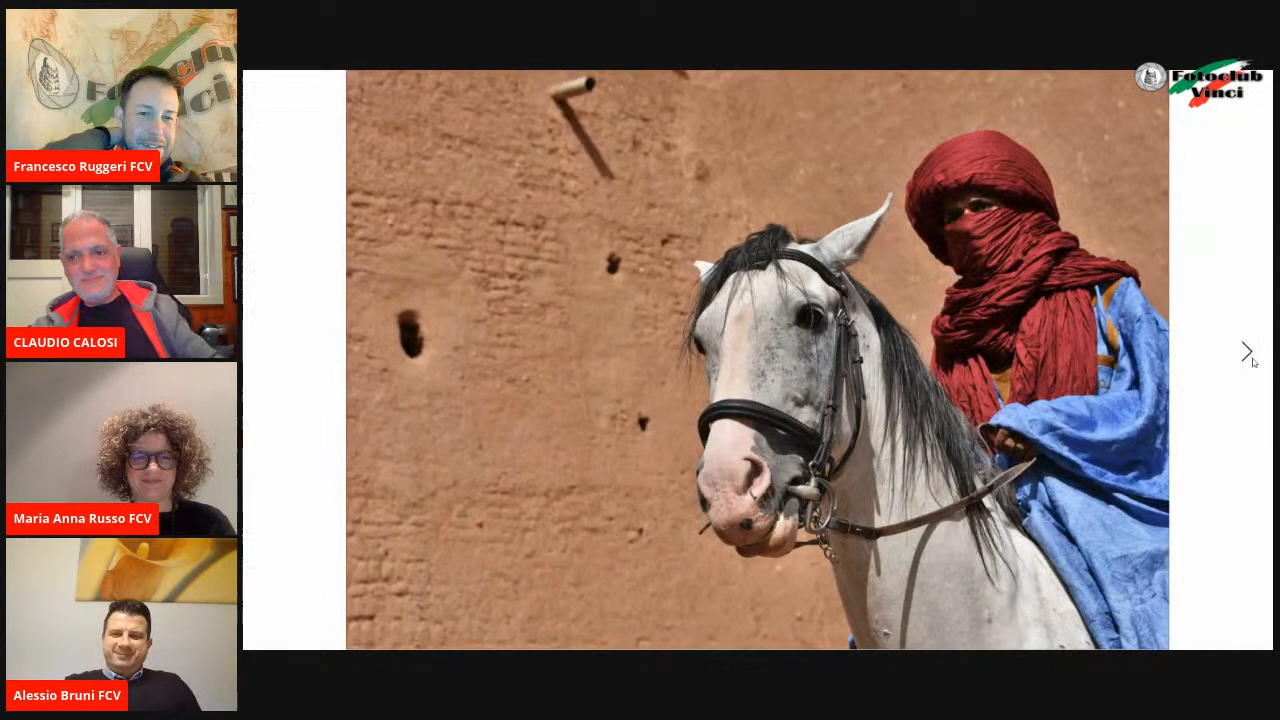 Francesco Ruggeri FCV
CLAUDIO CALOSI
Maria Anna Russo FCV
Alessio Bruni FCV
Fotoclub
Vinci